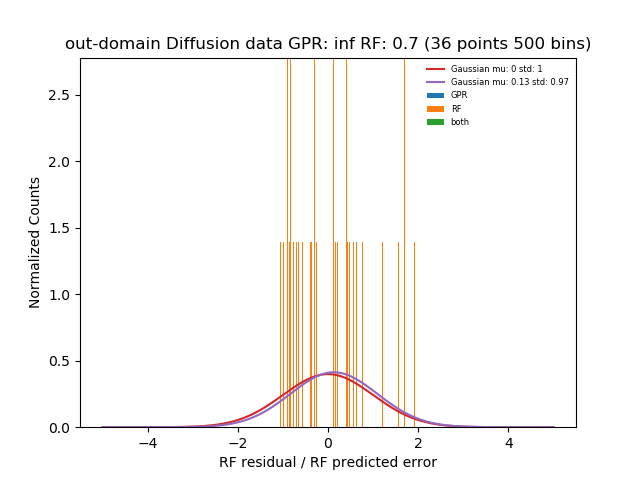 out-domain Diffusion data GPR: inf RF: 0.7 (36 points 500 bins)
Gaussian mu: 0 std: 1
Gaussian mu: 0.13 std: 0.97
GPR
RF
both
Normalized Counts
2.5
2.0
1.5
1.0
0.5
0.0
−4
−2
0
2
4
RF residual / RF predicted error